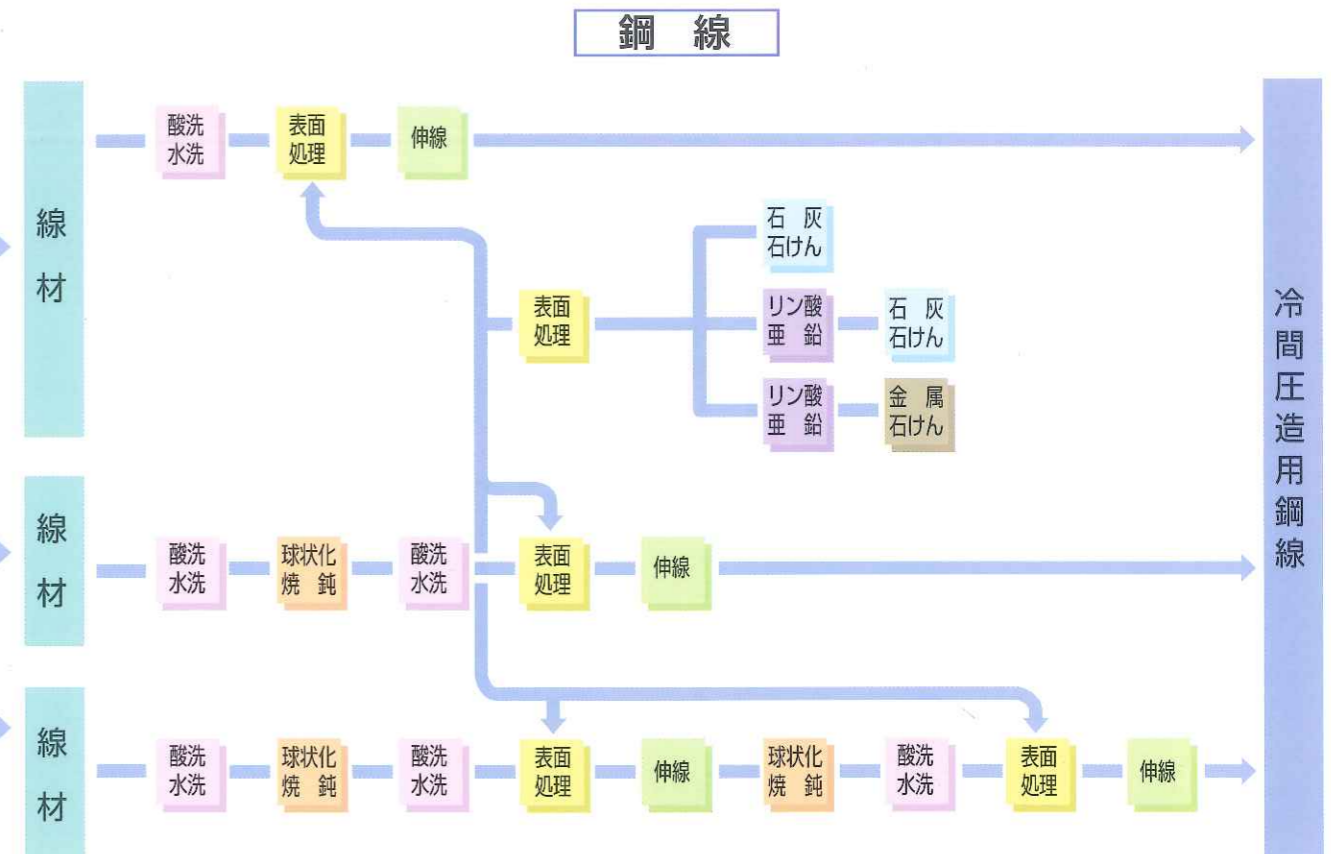 鋼 線
線材
酸洗
水洗
表面
処理
伸線
石 灰
石けん
表面
処理
リン酸
亜 鉛
石 灰
石けん
リン酸
亜 鉛
金 属
石けん
線材
酸洗
水洗
球状化
焼 鈍
酸洗
水洗
表面
処理
伸線
線材
酸洗
水洗
球状化
焼 鈍
酸洗
水洗
表面
処理
伸線
球状化
焼 鈍
酸洗
水洗
表面
処理
伸線
冷間圧造用鋼線